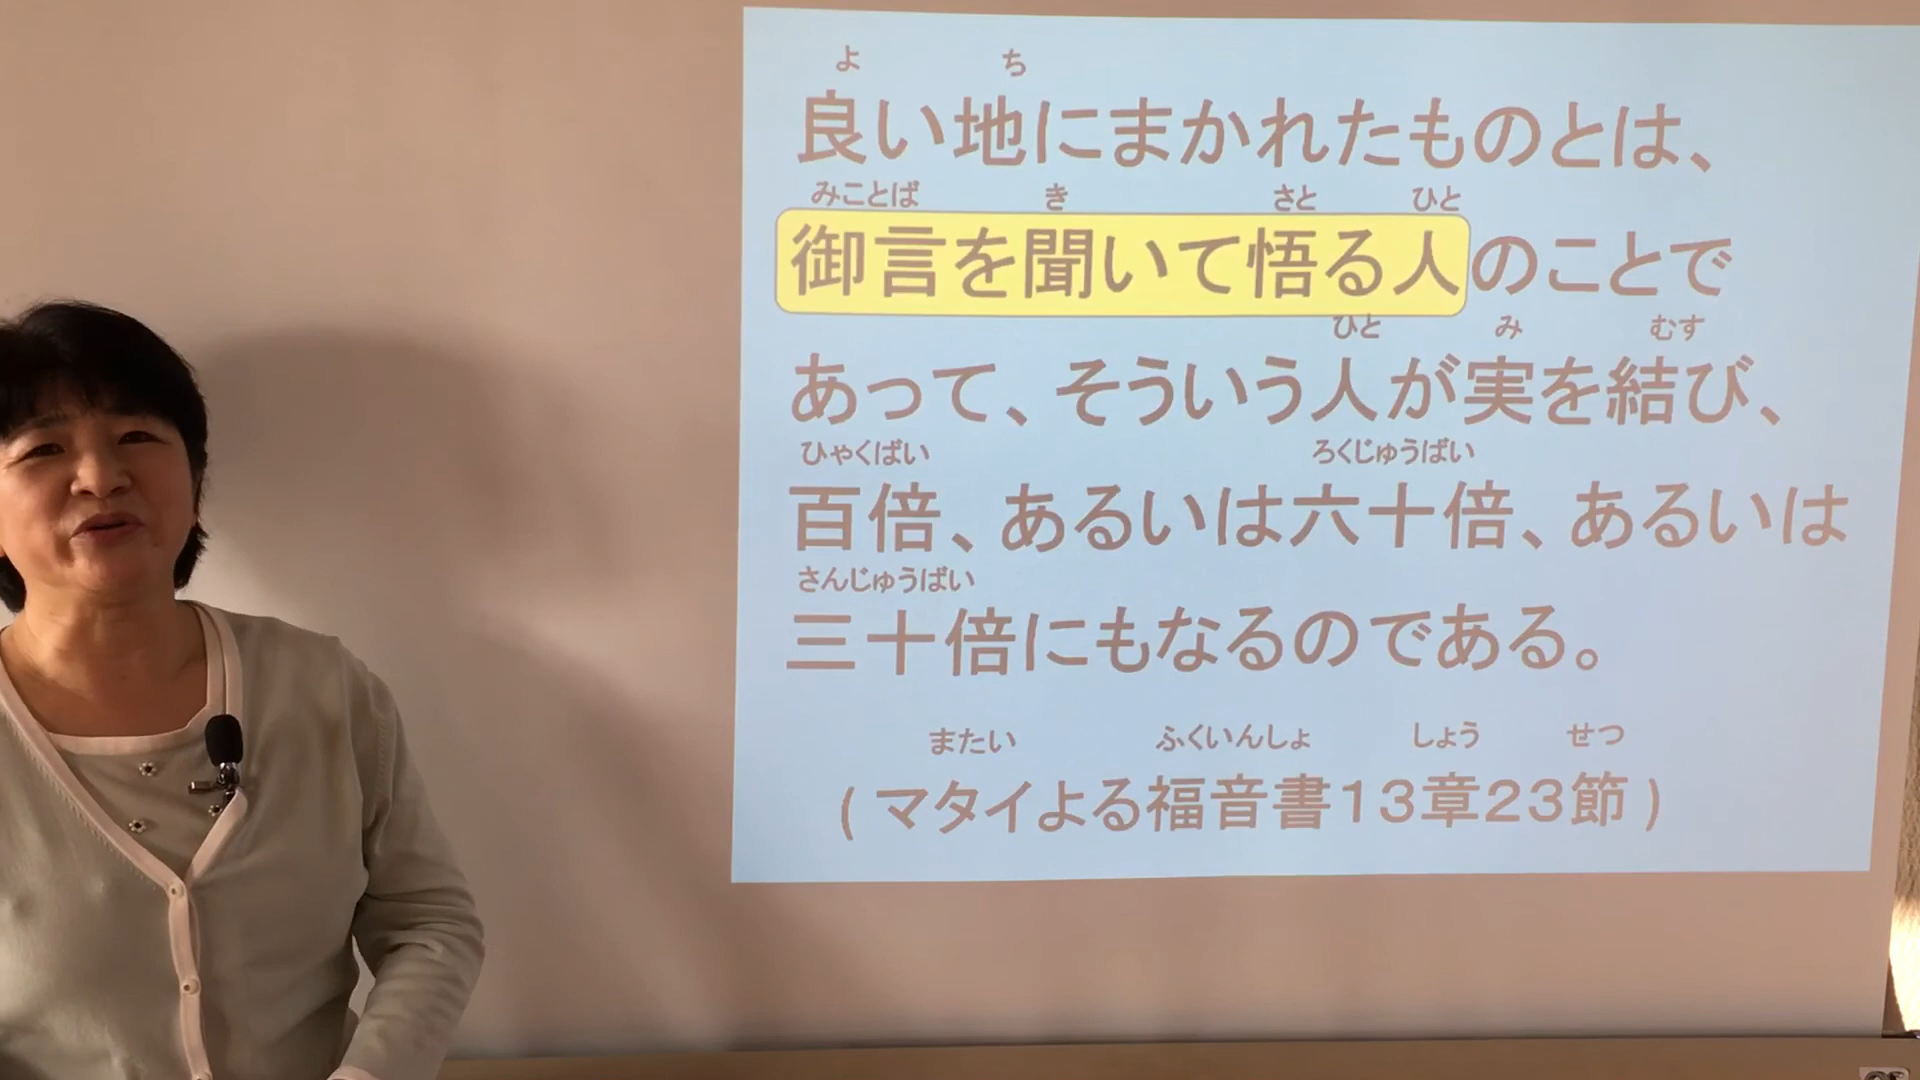 よ ち
良い地にまかれたものとは、
みことば き さと ひと
御言を聞いて悟る人のことで
ひと み むす
あって、そういう人が実を結び、
ひゃくばい ろくじゅうばい
百倍、あるいは六十倍、あるいは
さんじゅうばい
三十倍にもなるのである。
またい ふくいんしょ しょう せつ
(マタイよる福音書13章23節)